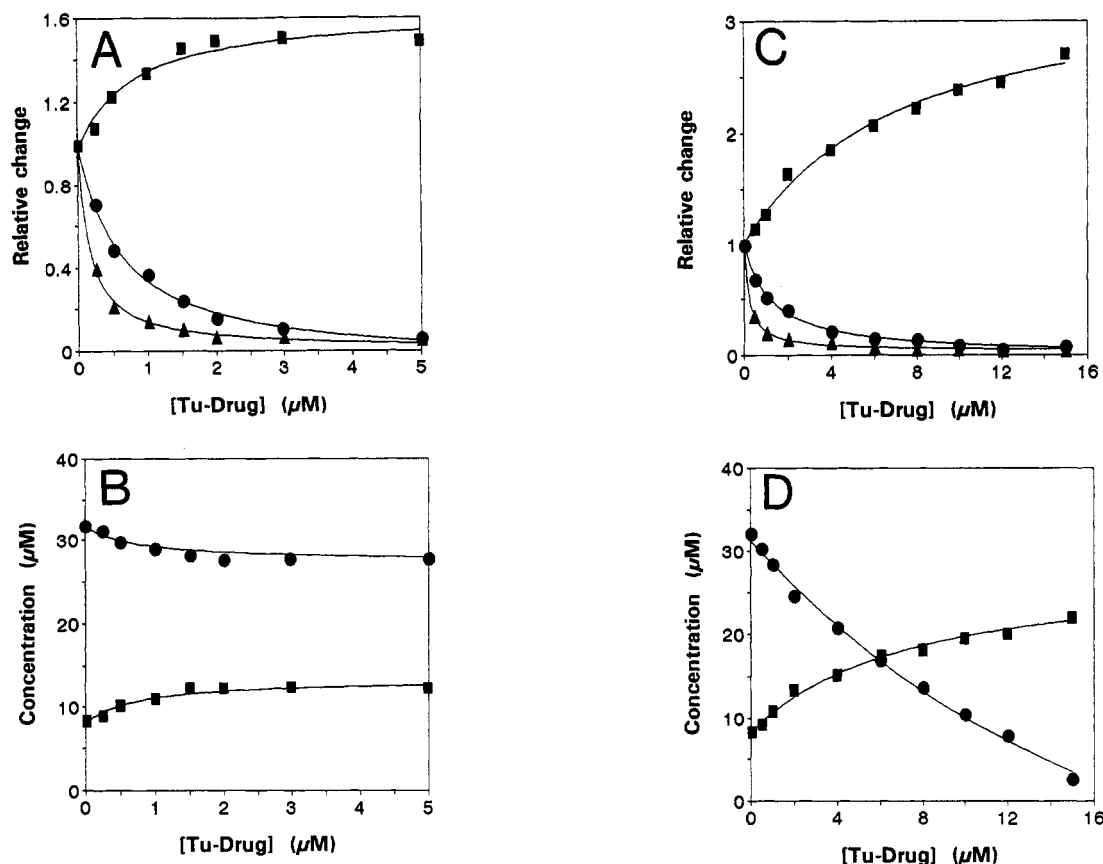 A
Relative change
1.6
1.2
0.8
0.4
0
0 1 2 3 4 5
[Tu-Drug] (µM)
C
Relative change
3
2
1
0
0 4 8 12 16
[Tu-Drug] (µM)
B
Concentration (µM)
40
30
20
10
0
0 1 2 3 4 5
[Tu-Drug] (µM)
D
Concentration (µM)
40
30
20
10
0
0 4 8 12 16
[Tu-Drug] (µM)